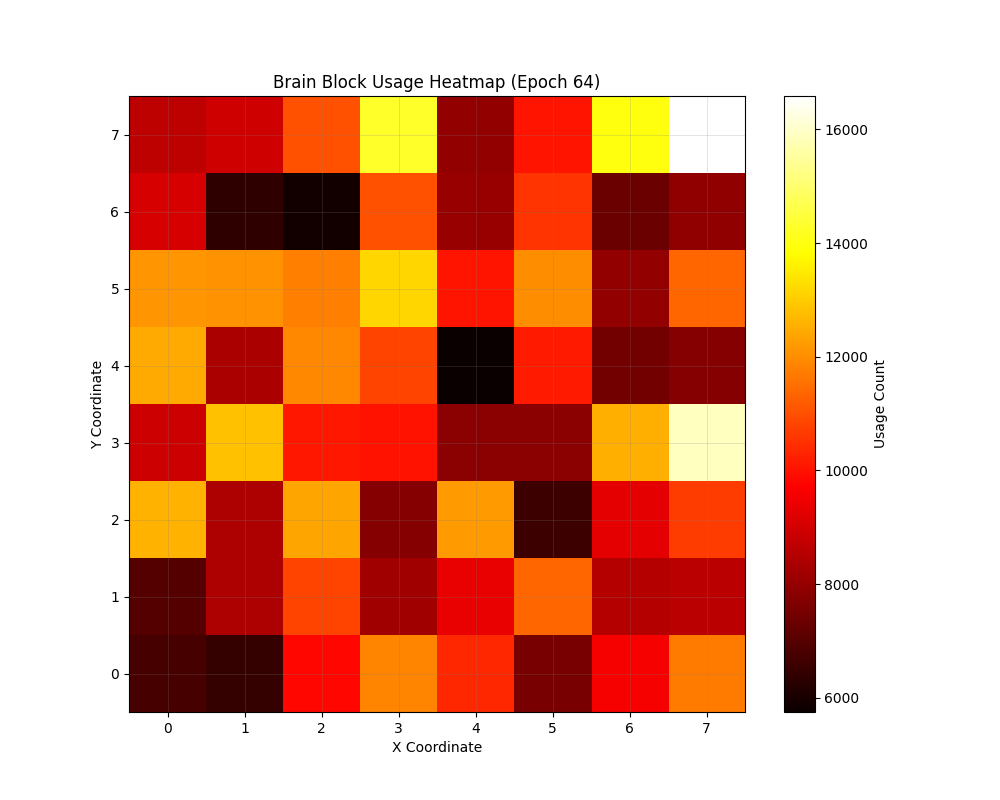 Brain Block Usage Heatmap (Epoch 64)
7
6
5
4
3
2
1
0
Y Coordinate
0 1 2 3 4 5 6 7
X Coordinate
16000
14000
12000
10000
8000
6000
Usage Count